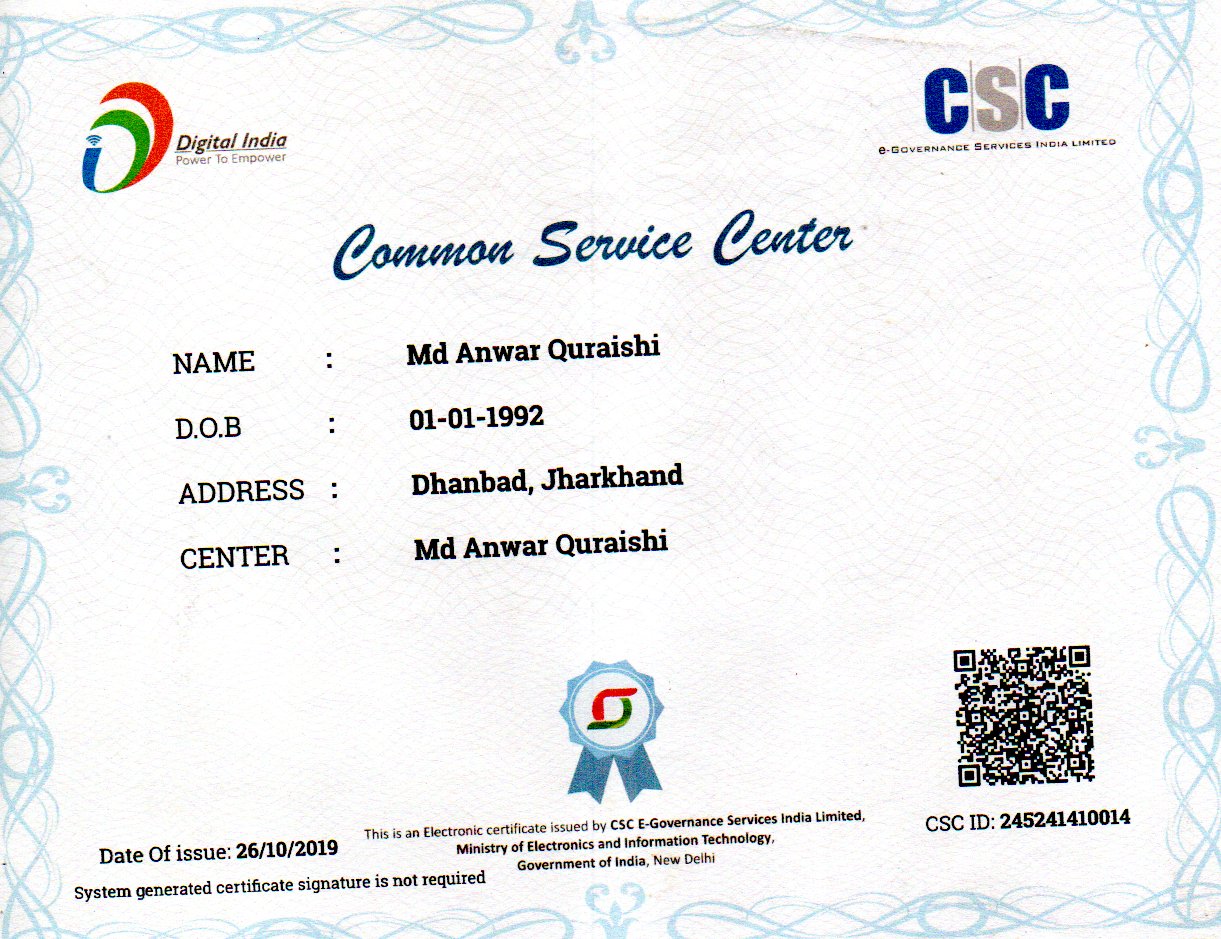 Digital India
Power To Empower
CSC
e-Governance Services India Limited
Common Service Center
NAME : Md Anwar Quraishi
D.O.B : 01-01-1992
ADDRESS : Dhanbad, Jharkhand
CENTER : Md Anwar Quraishi
CSC ID: 245241410014
This is an Electronic certificate issued by CSC E-Governance Services India Limited,
Ministry of Electronics and Information Technology,
Government of India, New Delhi
Date Of issue: 26/10/2019
System generated certificate signature is not required